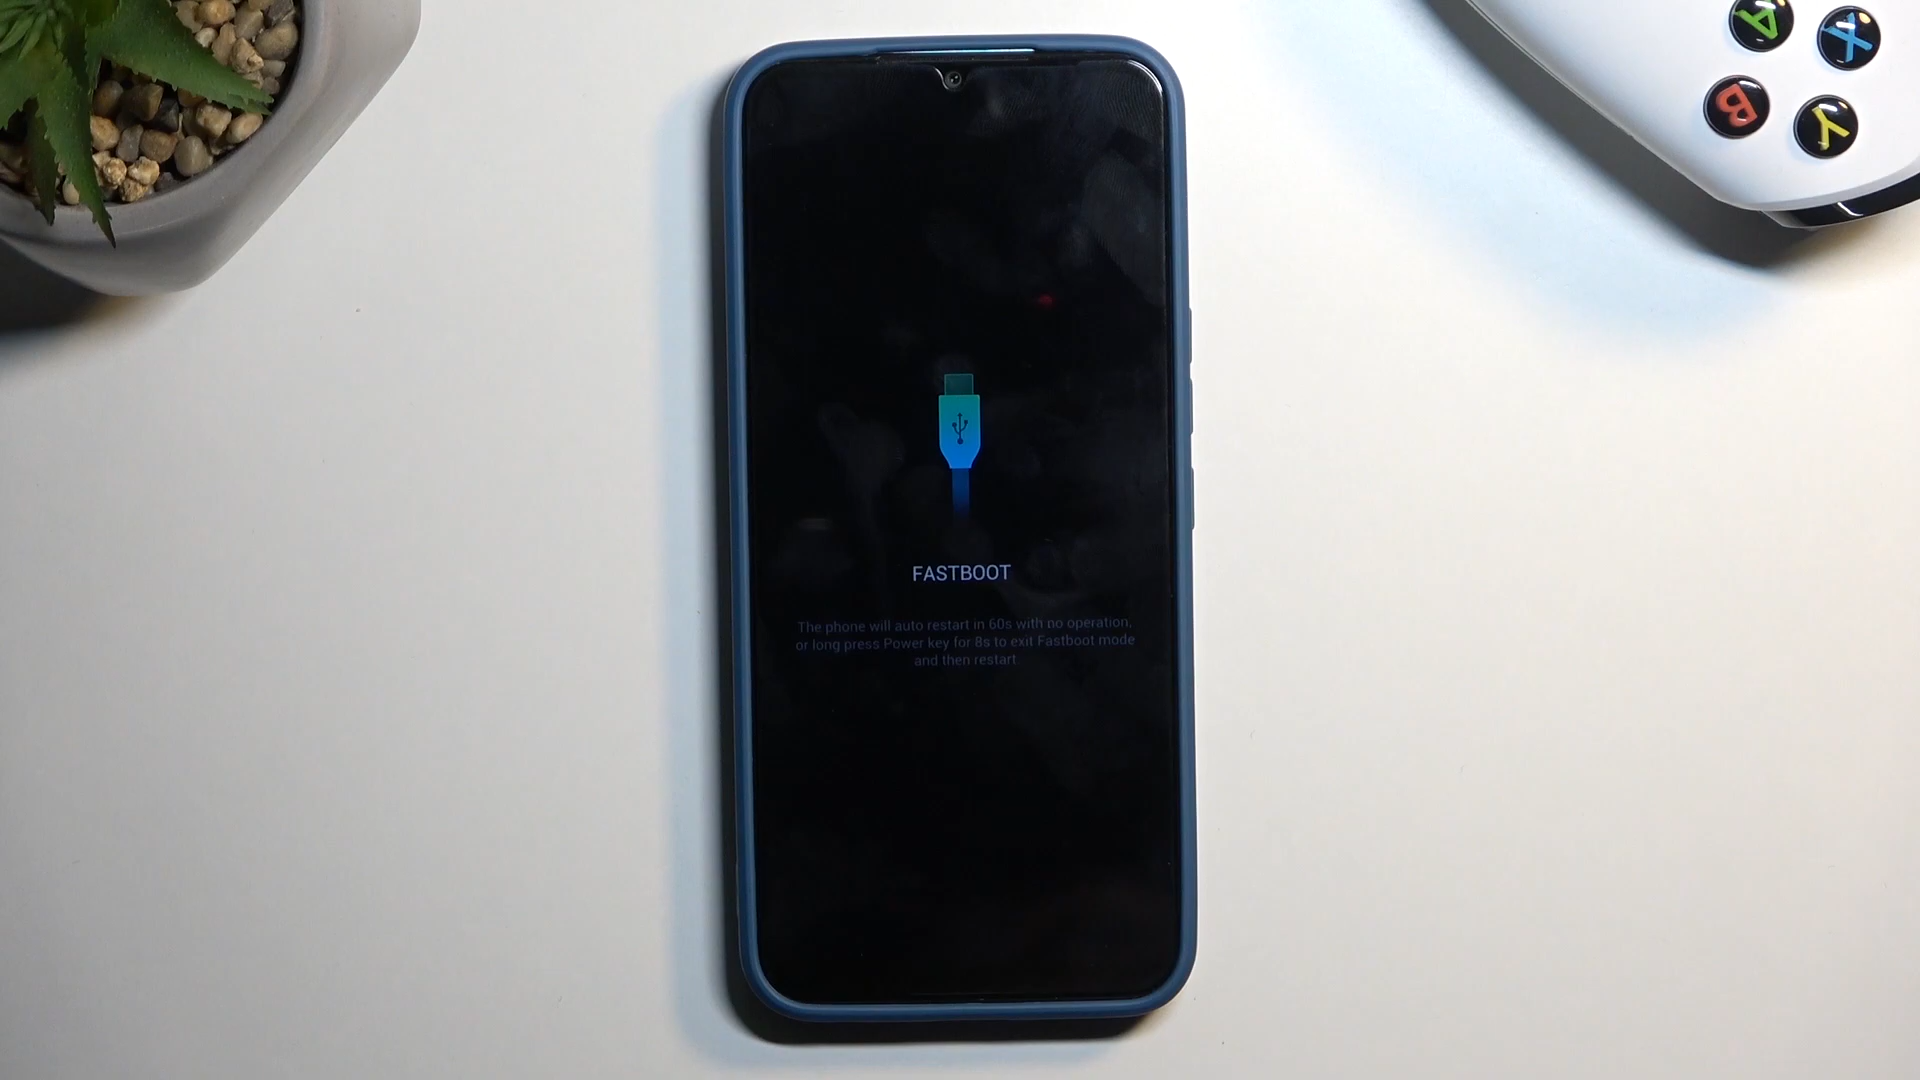 A
X
B
Y
FASTBOOT
The phone will auto restart in 60s with no operation,
or long press Power key for 8s to exit Fastboot mode
and then restart